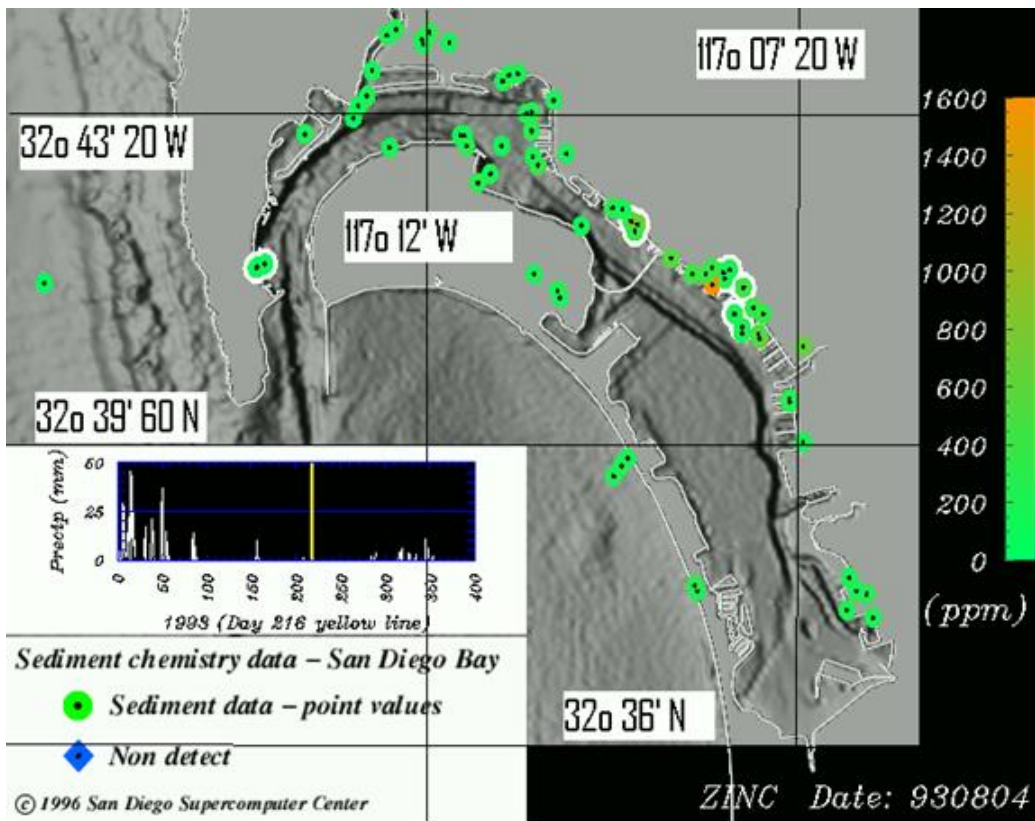 117o 07' 20 W
32o 43' 20 W
117o 12' W
32o 39' 60 N
32o 36' N
1600
1400
1200
1000
800
600
400
200
0
(ppm)
Precip (mm)
50
25
0
0 50 100 150 200 250 300 350 400
1993 (Day 216 yellow line)
Sediment chemistry data – San Diego Bay
Sediment data – point values
Non detect
© 1996 San Diego Supercomputer Center
ZINC Date: 930804